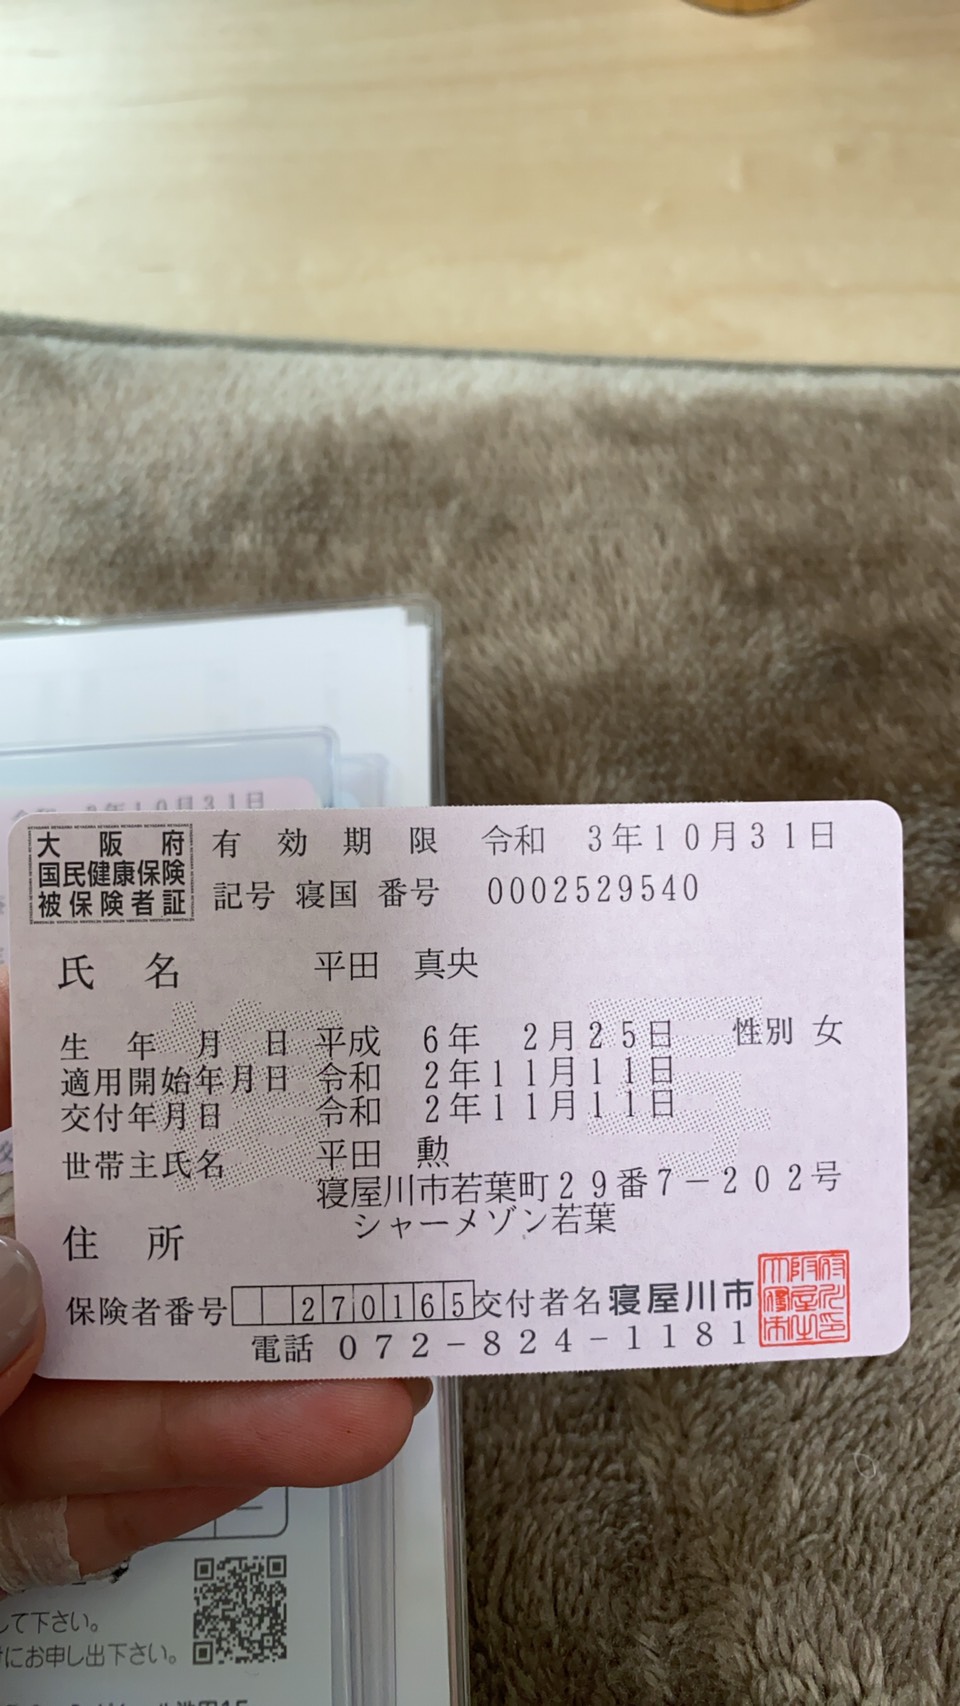 大阪府
国民健康保険
被保険者証
有効期限 令和 3年10月31日
記号 寝国 番号 0002529540
氏名 平田 真央
生年月日 平成 6年 2月25日 性別 女
適用開始年月日 令和 2年11月11日
交付年月日 令和 2年11月11日
世帯主氏名 平田 勲
寝屋川市若葉町29番7-202号
住所 シャーメゾン若葉
保険者番号 270165 交付者名 寝屋川市
電話 072-824-1181
して下さい。
にお申し出下さい。